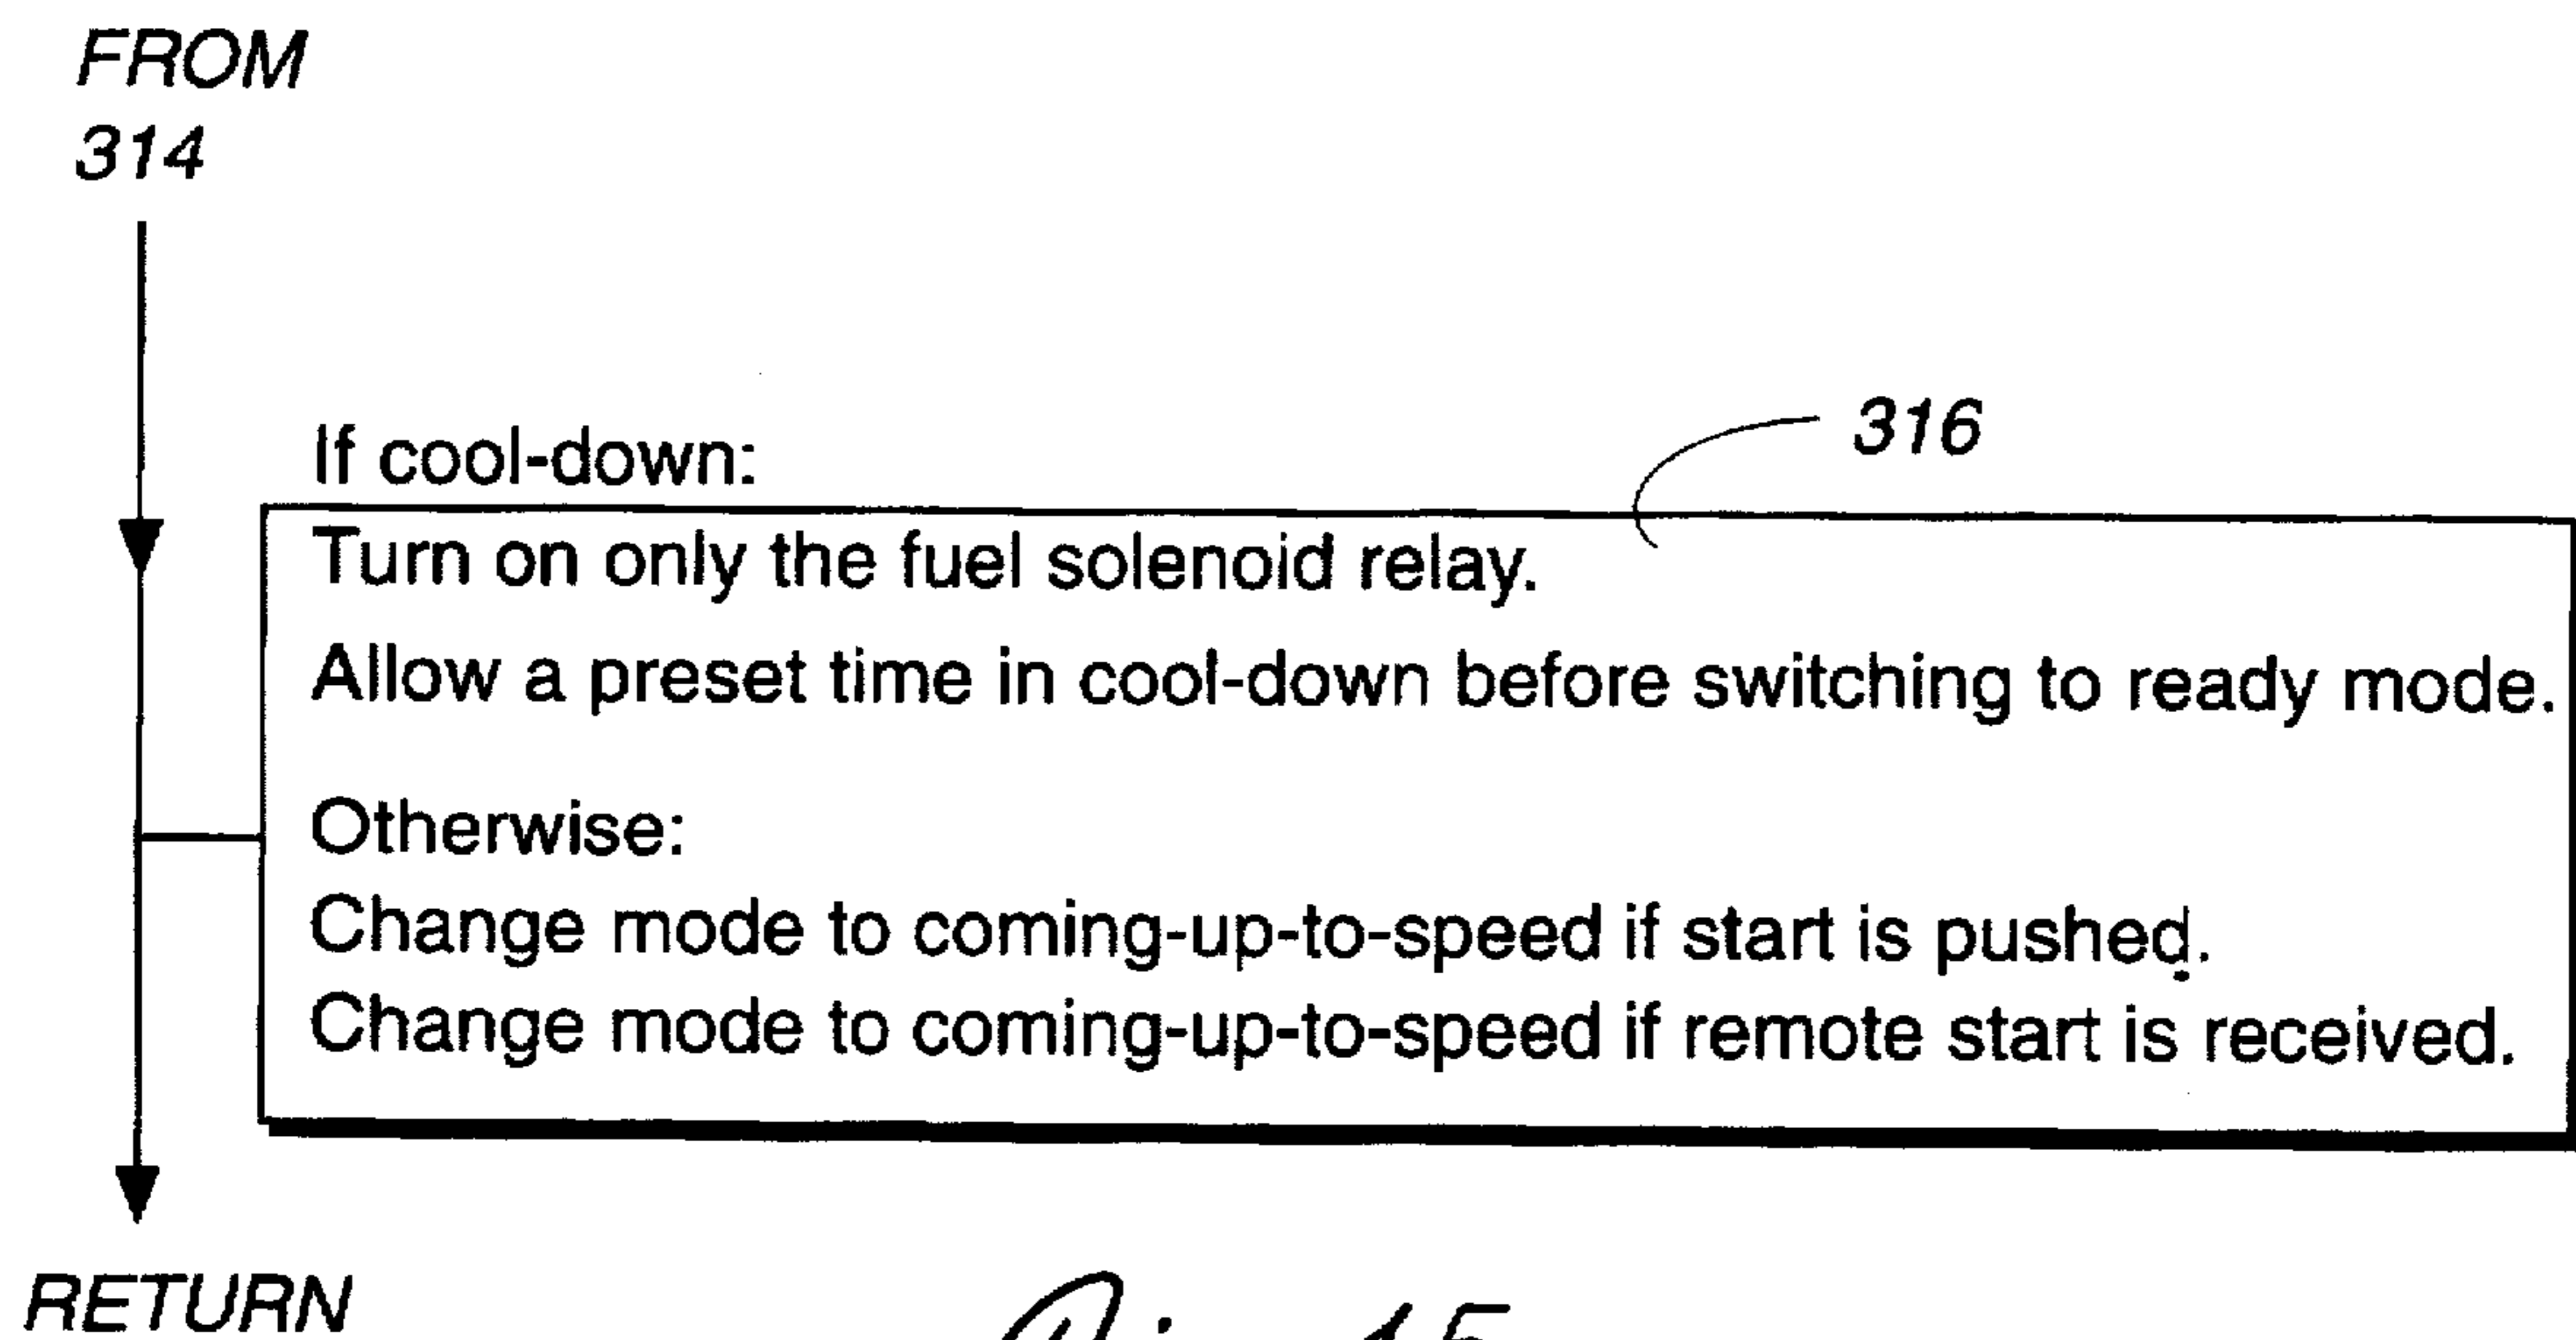 FROM
314
If cool-down:
316
Turn on only the fuel solenoid relay.
Allow a preset time in cool-down before switching to ready mode.
Otherwise:
Change mode to coming-up-to-speed if start is pushed.
Change mode to coming-up-to-speed if remote start is received.
RETURN